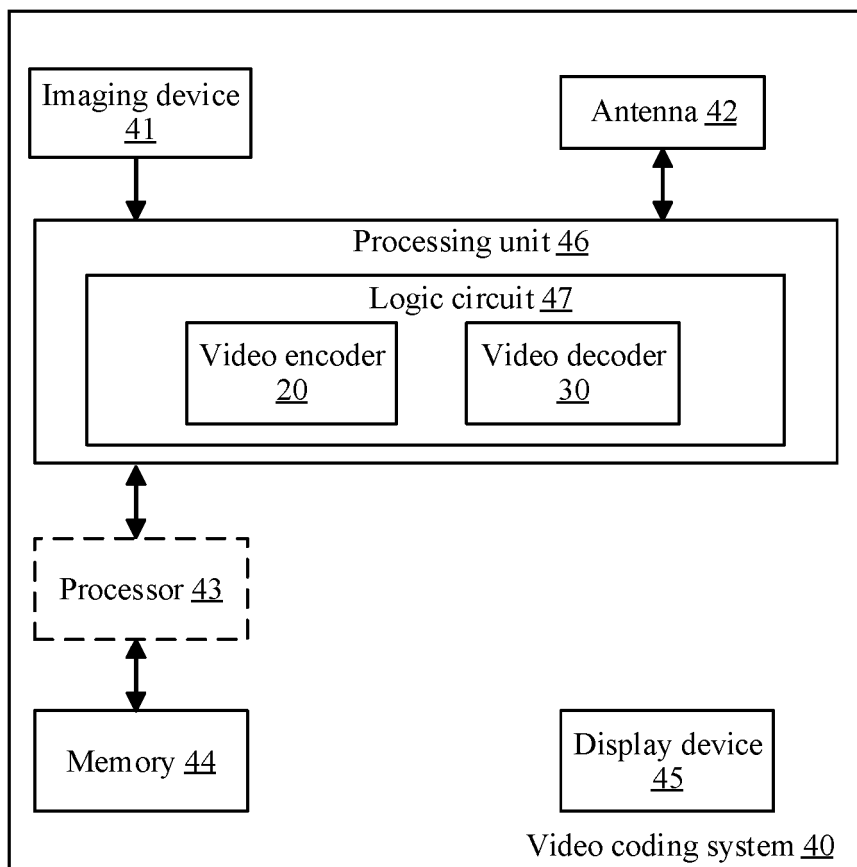 Imaging device
41
Antenna 42
Processing unit 46
Logic circuit 47
Video encoder
20
Video decoder
30
Processor 43
Memory 44
Display device
45
Video coding system 40